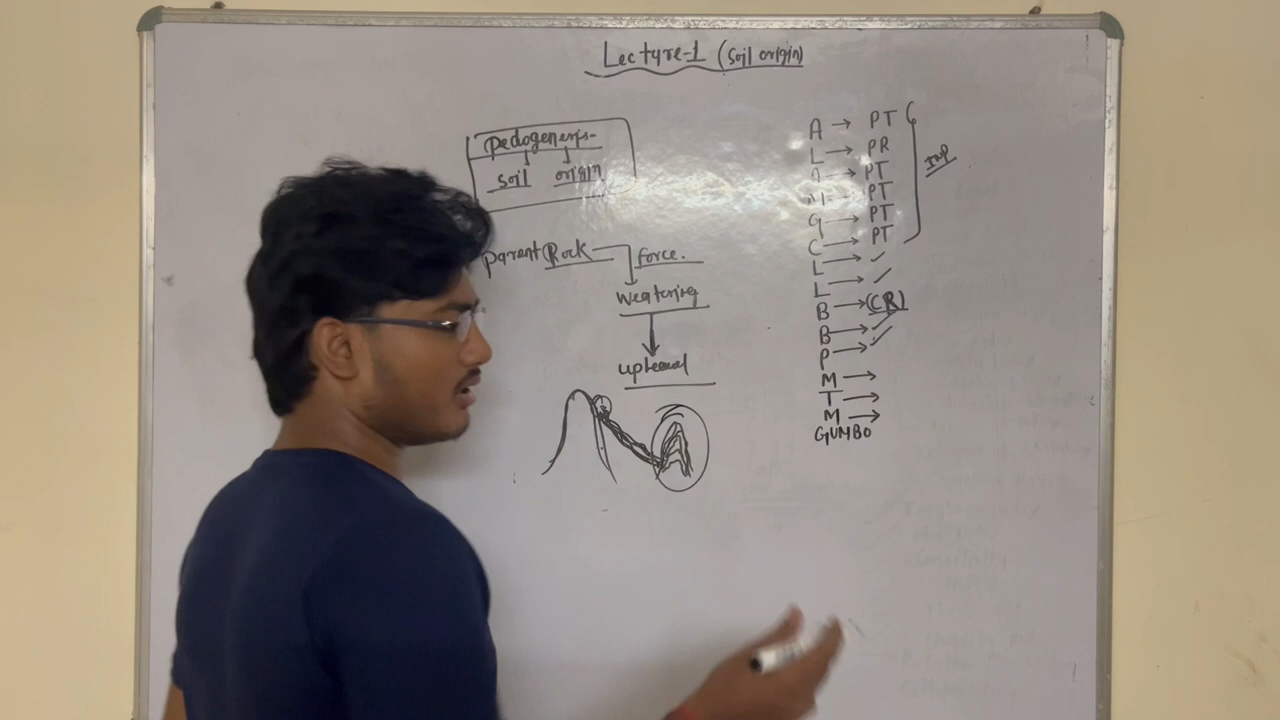 Lecture-1 (soil origin)
pedogenesis-
soil origin
parent Rock force.
Weatering
upheaval
A → PT
L → PR
A → PT
M → PT
G → PT
C → PT
Imp
L → ✓
L → ✓
B → (CR)
B → ✓
P → ✓
M →
T →
M →
GUMBO